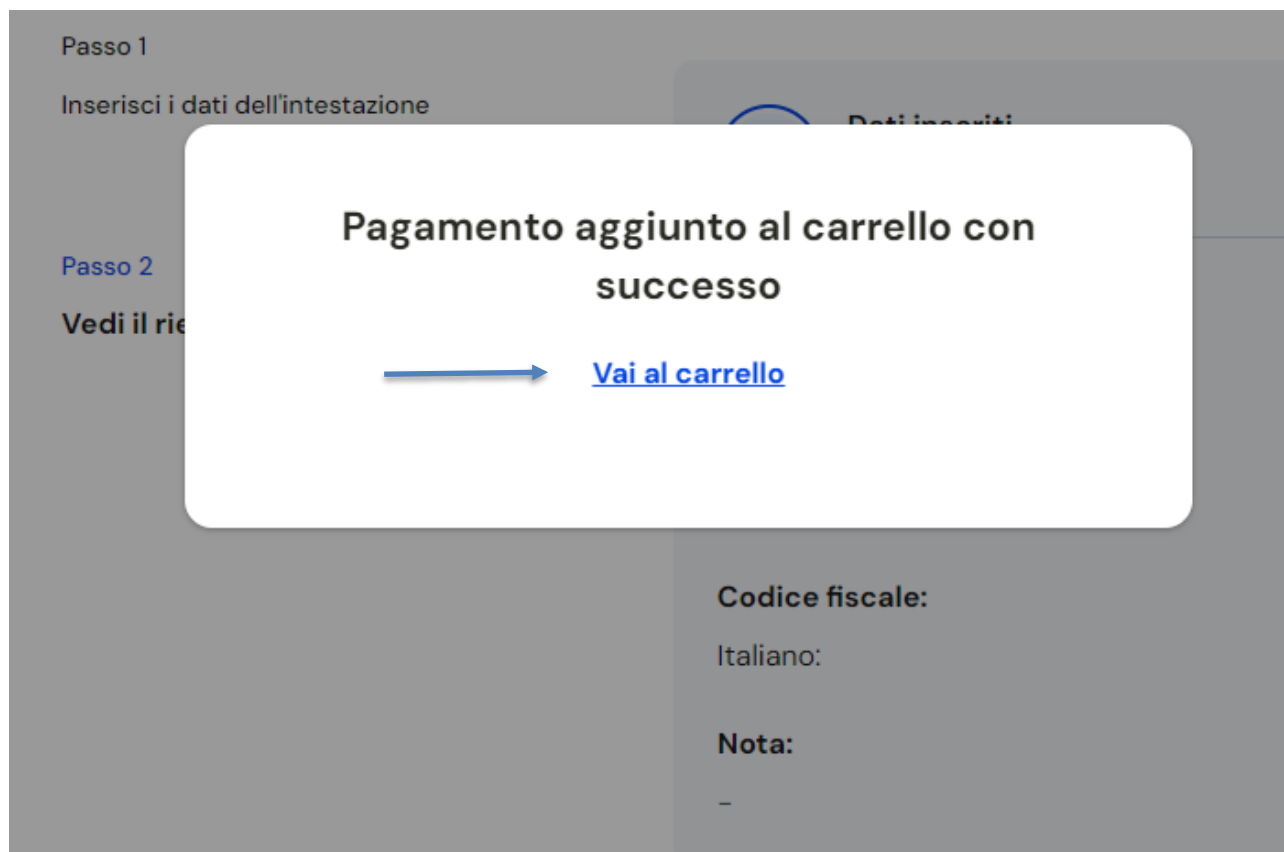 Passo 1
Inserisci i dati dell'intestazione
Pagamento aggiunto al carrello con
successo
Passo 2
Vedi il
Vai al carrello
Codice fiscale:
Italiano:
Nota:
-